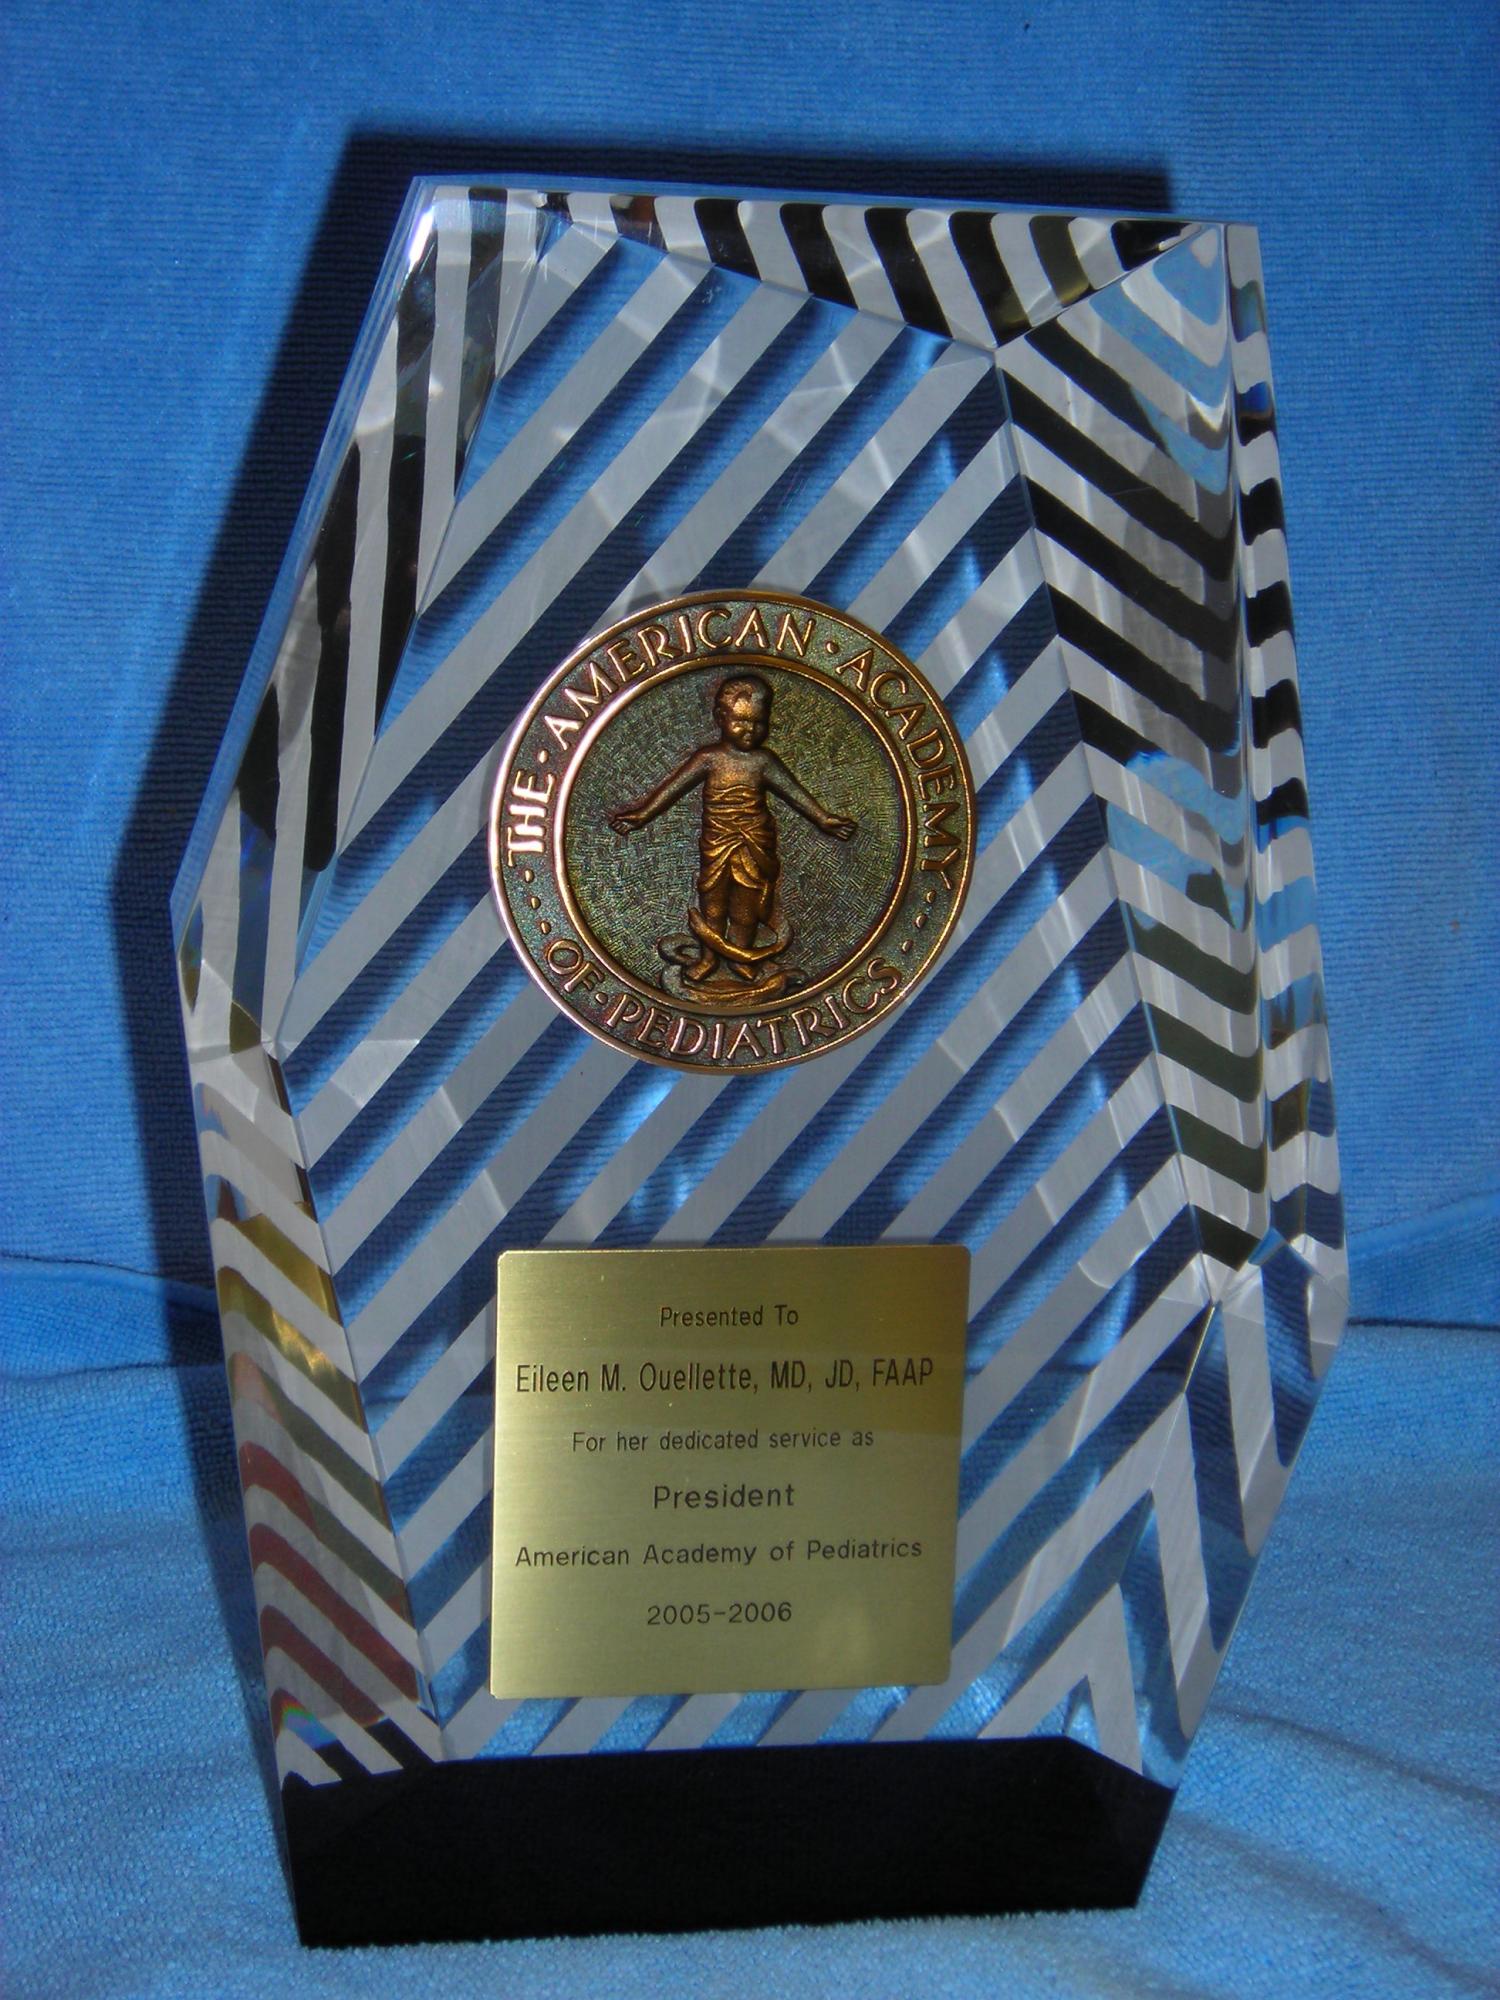 THE · AMERICAN · ACADEMY
OF · PEDIATRICS
Presented To
Eileen M. Ouellette, MD, JD, FAAP
For her dedicated service as
President
American Academy of Pediatrics
2005-2006